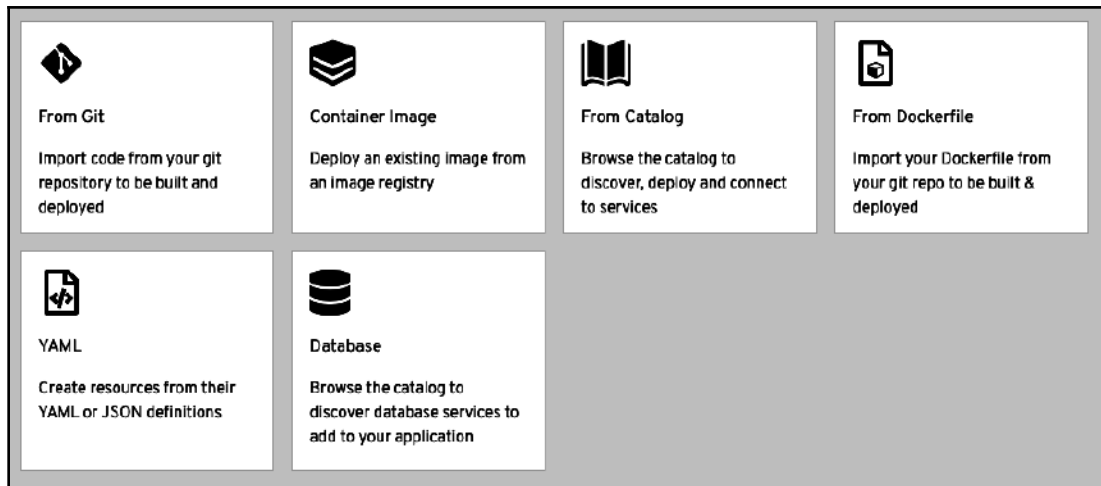 From Git
Import code from your git
repository to be built and
deployed
Container Image
Deploy an existing image from
an image registry
From Catalog
Browse the catalog to
discover, deploy and connect
to services
From Dockerfile
Import your Dockerfile from
your git repo to be built &
deployed
YAML
Create resources from their
YAML or JSON definitions
Database
Browse the catalog to
discover database services to
add to your application